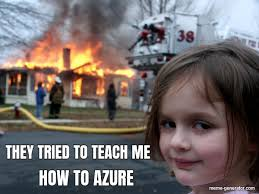 38
THEY TRIED TO TEACH ME
HOW TO AZURE
meme-generator.com